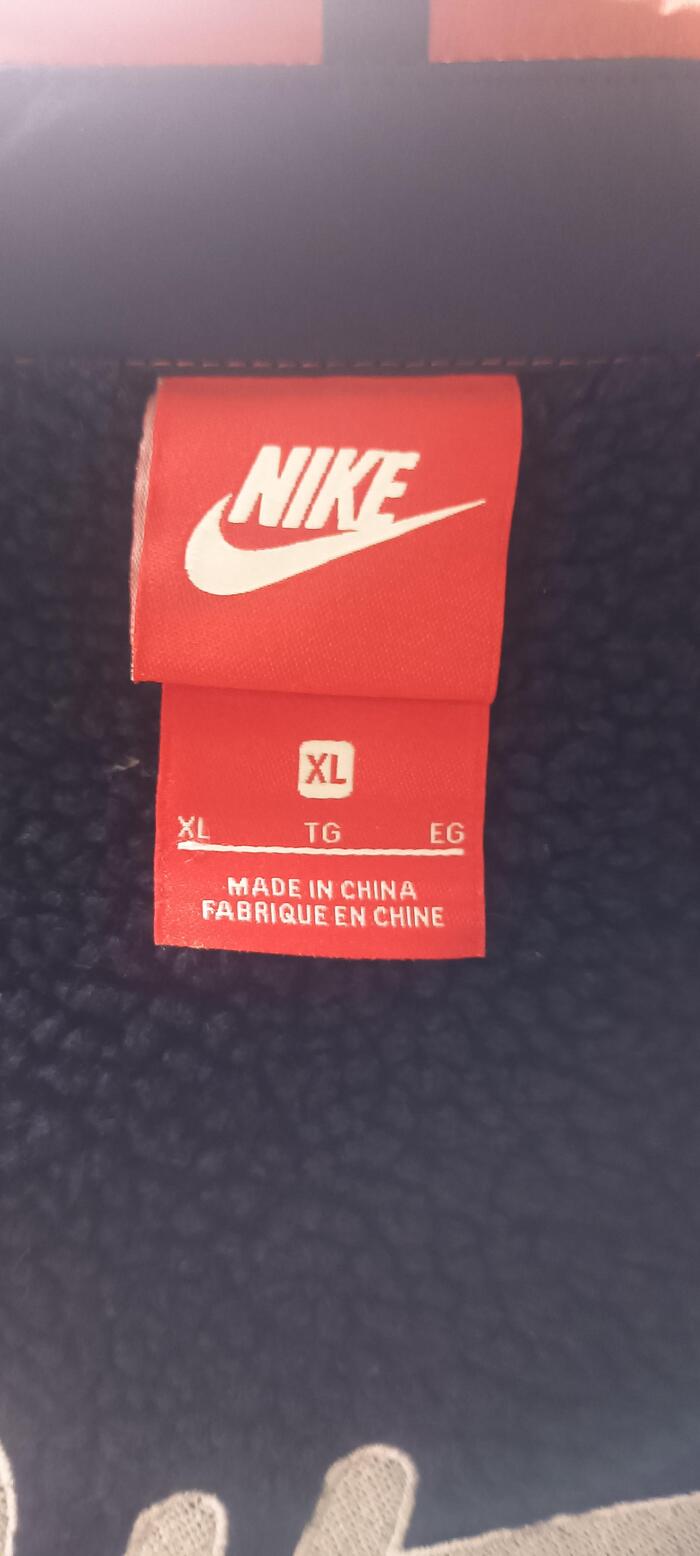 NIKE
XL
XL TG EG
MADE IN CHINA
FABRIQUE EN CHINE